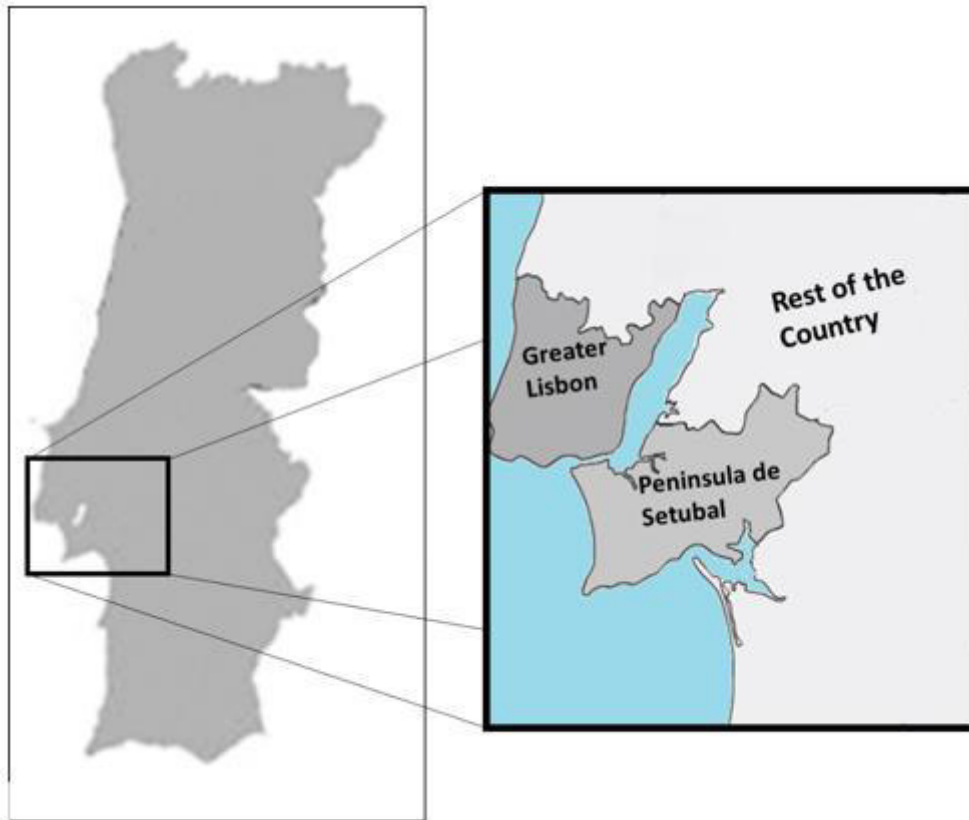 Rest of the
Country
Greater
Lisbon
Peninsula de
Setubal